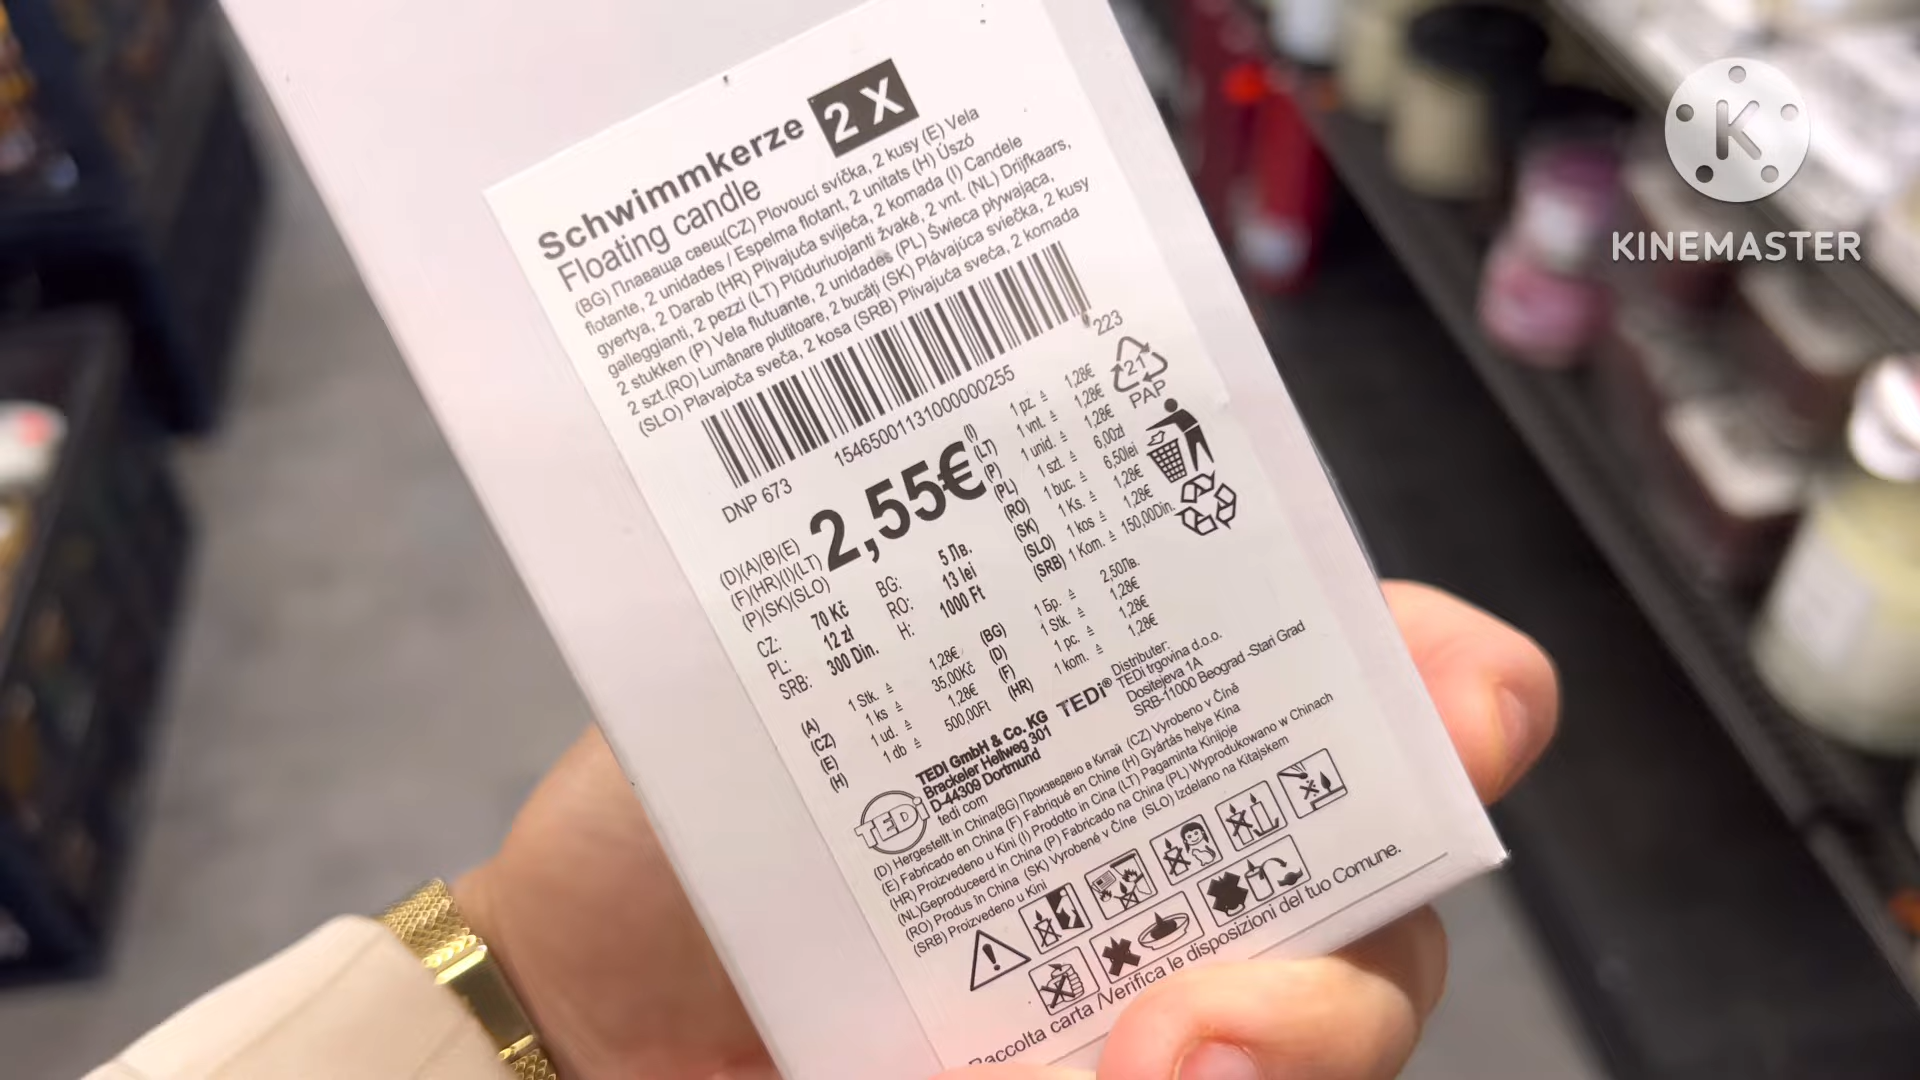 Schwimmkerze 2 X
Floating candle
(BG) Плаваща свещ(CZ) Plovoucí svíčka, 2 kusy (E) Vela
flotante, 2 unidades / Espelma flotant, 2 unitats (H) Úszó
gyertya, 2 Darab (HR) Plivajuća svijeća, 2 komada (I) Candele
galleggianti, 2 pezzi (LT) Plūduriuojanti žvakė, 2 vnt. (NL) Drijfkaars,
2 stukken (P) Vela flutuante, 2 unidades (PL) Świeca pływająca,
2 szt.(RO) Lumânare plutitoare, 2 bucăți (SK) Plávajúca sviečka, 2 kusy
(SLO) Plavajoča sveča, 2 kosa (SRB) Plivajuća sveća, 2 komada
223
15465001131000000255
DNP 673
(D)(A)(B)(E)
(F)(HR)(I)(LT)
(P)(SK)(SLO)
2,55€
CZ: 70 Kč BG: 5 Лв.
PL: 12 zł RO: 13 lei
SRB: 300 Din. H: 1000 Ft
(I) 1 pz. ≙ 1,28€
(LT) 1 vnt. ≙ 1,28€
(P) 1 unid. ≙ 1,28€
(PL) 1 szt. ≙ 6,00zł
(RO) 1 buc. ≙ 6,50lei
(SK) 1 Ks. ≙ 1,28€
(SLO) 1 kos ≙ 1,28€
(SRB) 1 Kom. ≙ 150,00Din.
21
PAP
(A) 1 Stk. ≙ 1,28€
(CZ) 1 ks ≙ 35,00Kč
(E) 1 ud. ≙ 1,28€
(H) 1 db ≙ 500,00Ft
(BG) 1 Бр. ≙ 2,50Лв.
(D) 1 Stk. ≙ 1,28€
(F) 1 pc. ≙ 1,28€
(HR) 1 kom. ≙ 1,28€
TEDi
TEDI GmbH & Co. KG
Brackeler Hellweg 301
D-44309 Dortmund
tedi com
TEDi® Distributer:
TEDi trgovina d.o.o.
Dositejeva 1A
SRB-11000 Beograd -Stari Grad
(D) Hergestellt in China(BG) Произведено в Китай (CZ) Vyrobeno v Číně
(E) Fabricado en China (F) Fabriqué en Chine (H) Gyártás helye Kína
(HR) Proizvedeno u Kini (I) Prodotto in Cina (LT) Pagaminta Kinijoje
(NL)Geproduceerd in China (P) Fabricado na China (PL) Wyprodukowano w Chinach
(RO) Produs în China (SK) Vyrobené v Číne (SLO) Izdelano na Kitajskem
(SRB) Proizvedeno u Kini
Raccolta carta /Verifica le disposizioni del tuo Comune.
K
KINEMASTER